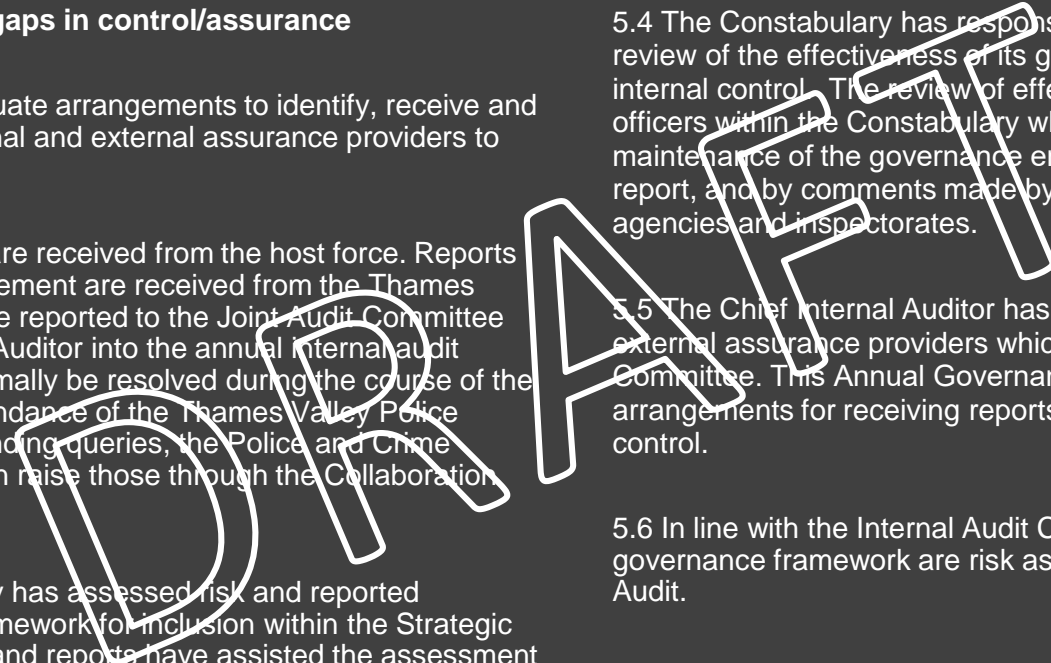 gaps in control/assurance
uate arrangements to identify, receive and
nal and external assurance providers to
are received from the host force. Reports
ement are received from the Thames
e reported to the Joint Audit Committee
Auditor into the annual internal audit
mally be resolved during the course of the
ndance of the Thames Valley Police
nding queries, the Police and Crime
n raise those through the Collaboration
y has assessed risk and reported
mework for inclusion within the Strategic
and reports have assisted the assessment
5.4 The Constabulary has respons
review of the effectiveness of its g
internal control. The review of effe
officers within the Constabulary wh
maintenance of the governance en
report, and by comments made by
agencies and inspectorates.
5.5 The Chief Internal Auditor has
external assurance providers whic
Committee. This Annual Governan
arrangements for receiving reports
control.
5.6 In line with the Internal Audit C
governance framework are risk as
Audit.
DRAFT